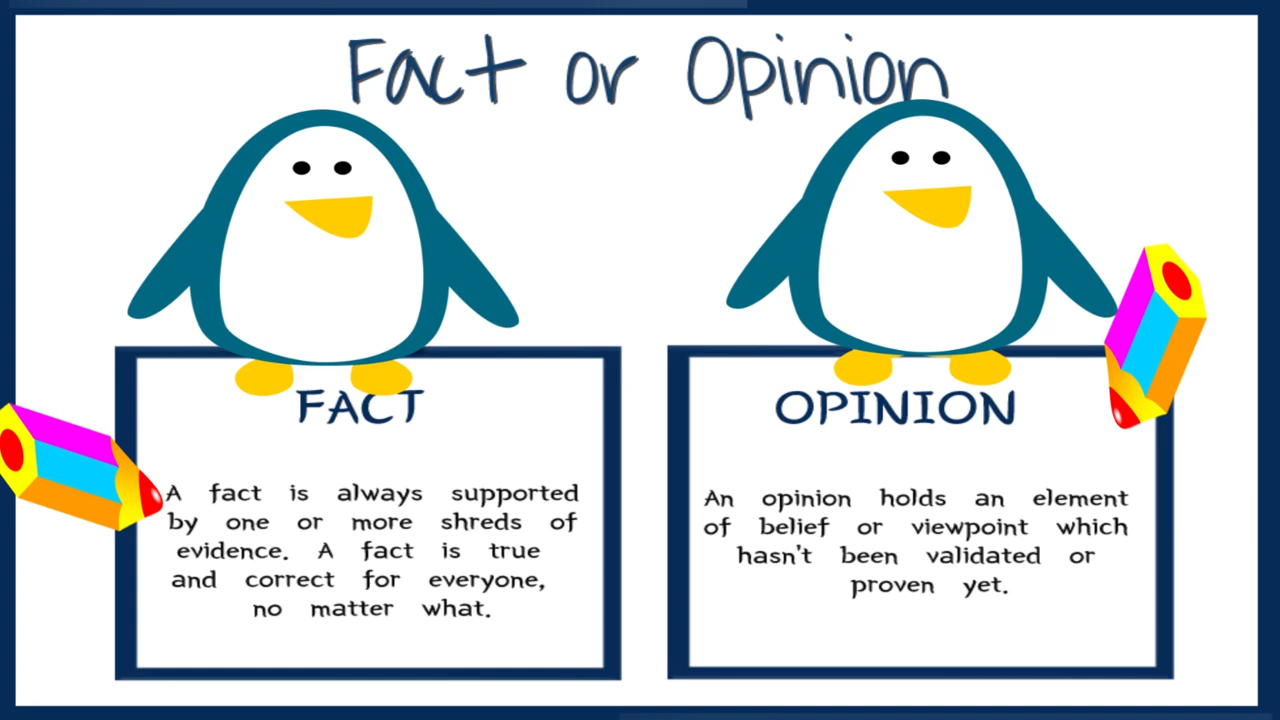 Fact or Opinion
FACT
A fact is always supported
by one or more shreds of
evidence. A fact is true
and correct for everyone,
no matter what.
OPINION
An opinion holds an element
of belief or viewpoint which
hasn't been validated or
proven yet.